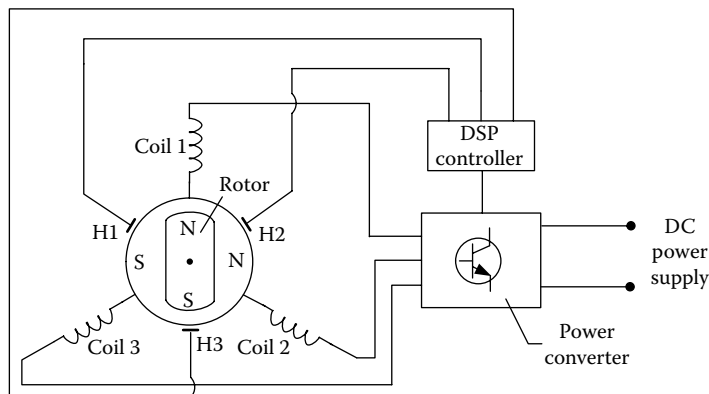 DSP
controller
Coil 1
Rotor
H1
N
H2
S
N
S
DC
power
supply
Coil 3
H3
Coil 2
Power
converter